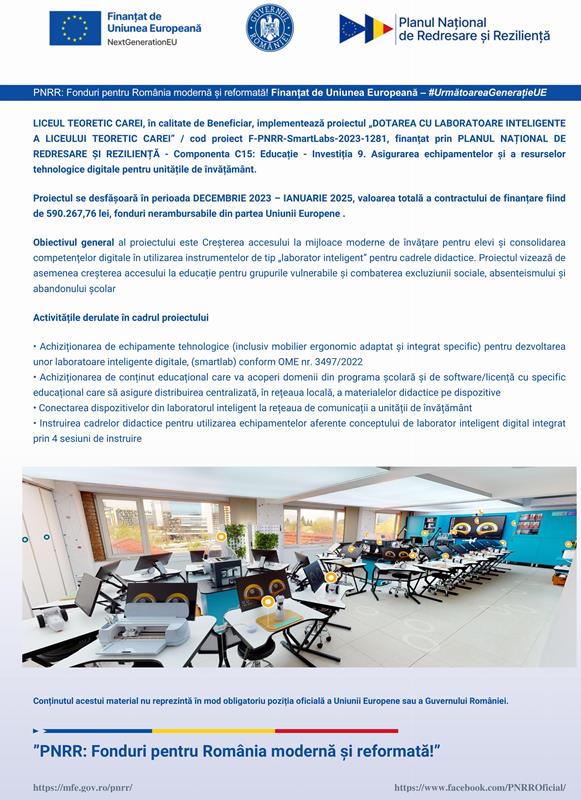 Finanțat de
Uniunea Europeană
NextGenerationEU
GUVERNUL ROMÂNIEI
Planul Național
de Redresare și Reziliență
PNRR: Fonduri pentru România modernă și reformată! Finanțat de Uniunea Europeană – #UrmătoareaGenerațieUE
LICEUL TEORETIC CAREI, în calitate de Beneficiar, implementează proiectul „DOTAREA CU LABORATOARE INTELIGENTE
A LICEULUI TEORETIC CAREI” / cod proiect F-PNRR-SmartLabs-2023-1281, finanțat prin PLANUL NAȚIONAL DE
REDRESARE ȘI REZILIENȚĂ - Componenta C15: Educație - Investiția 9. Asigurarea echipamentelor și a resurselor
tehnologice digitale pentru unitățile de învățământ.
Proiectul se desfășoară în perioada DECEMBRIE 2023 – IANUARIE 2025, valoarea totală a contractului de finanțare fiind
de 590.267,76 lei, fonduri nerambursabile din partea Uniunii Europene .
Obiectivul general al proiectului este Creșterea accesului la mijloace moderne de învățare pentru elevi și consolidarea
competențelor digitale în utilizarea instrumentelor de tip „laborator inteligent” pentru cadrele didactice. Proiectul vizează de
asemenea creșterea accesului la educație pentru grupurile vulnerabile și combaterea excluziunii sociale, absenteismului și
abandonului școlar
Activitățile derulate în cadrul proiectului
• Achiziționarea de echipamente tehnologice (inclusiv mobilier ergonomic adaptat și integrat specific) pentru dezvoltarea
unor laboratoare inteligente digitale, (smartlab) conform OME nr. 3497/2022
• Achiziționarea de conținut educațional care va acoperi domenii din programa școlară și de software/licență cu specific
educațional care să asigure distribuirea centralizată, în rețeaua locală, a materialelor didactice pe dispozitive
• Conectarea dispozitivelor din laboratorul inteligent la rețeaua de comunicații a unității de învățământ
• Instruirea cadrelor didactice pentru utilizarea echipamentelor aferente conceptului de laborator inteligent digital integrat
prin 4 sesiuni de instruire
Conținutul acestui material nu reprezintă în mod obligatoriu poziția oficială a Uniunii Europene sau a Guvernului României.
”PNRR: Fonduri pentru România modernă și reformată!”
https://mfe.gov.ro/pnrr/
https://www.facebook.com/PNRROficial/